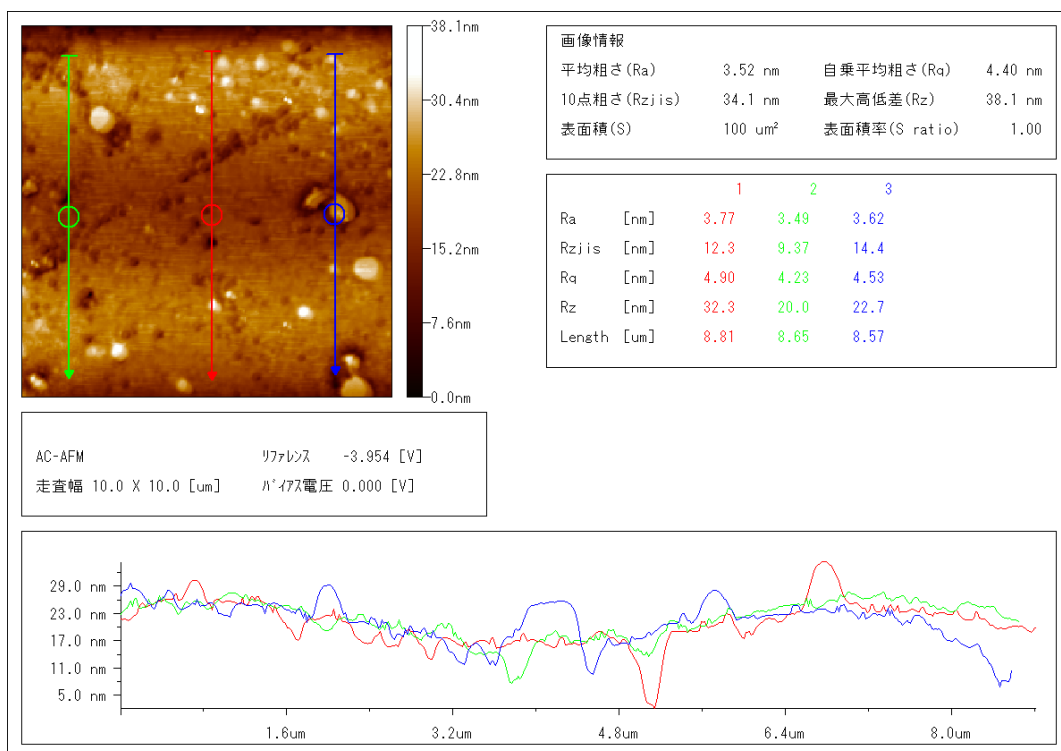 38.1nm
30.4nm
22.8nm
15.2nm
7.6nm
0.0nm
画像情報
平均粗さ(Ra) 3.52 nm 自乗平均粗さ(Rq) 4.40 nm
10点粗さ(Rzjis) 34.1 nm 最大高低差(Rz) 38.1 nm
表面積(S) 100 um² 表面積率(S ratio) 1.00
1 2 3
Ra [nm] 3.77 3.49 3.62
Rzjis [nm] 12.3 9.37 14.4
Rq [nm] 4.90 4.23 4.53
Rz [nm] 32.3 20.0 22.7
Length [um] 8.81 8.65 8.57
AC-AFM ﾘﾌｧﾚﾝｽ -3.954 [V]
走査幅 10.0 X 10.0 [um] ﾊﾞｲｱｽ電圧 0.000 [V]
29.0 nm
23.0 nm
17.0 nm
11.0 nm
5.0 nm
1.6um 3.2um 4.8um 6.4um 8.0um